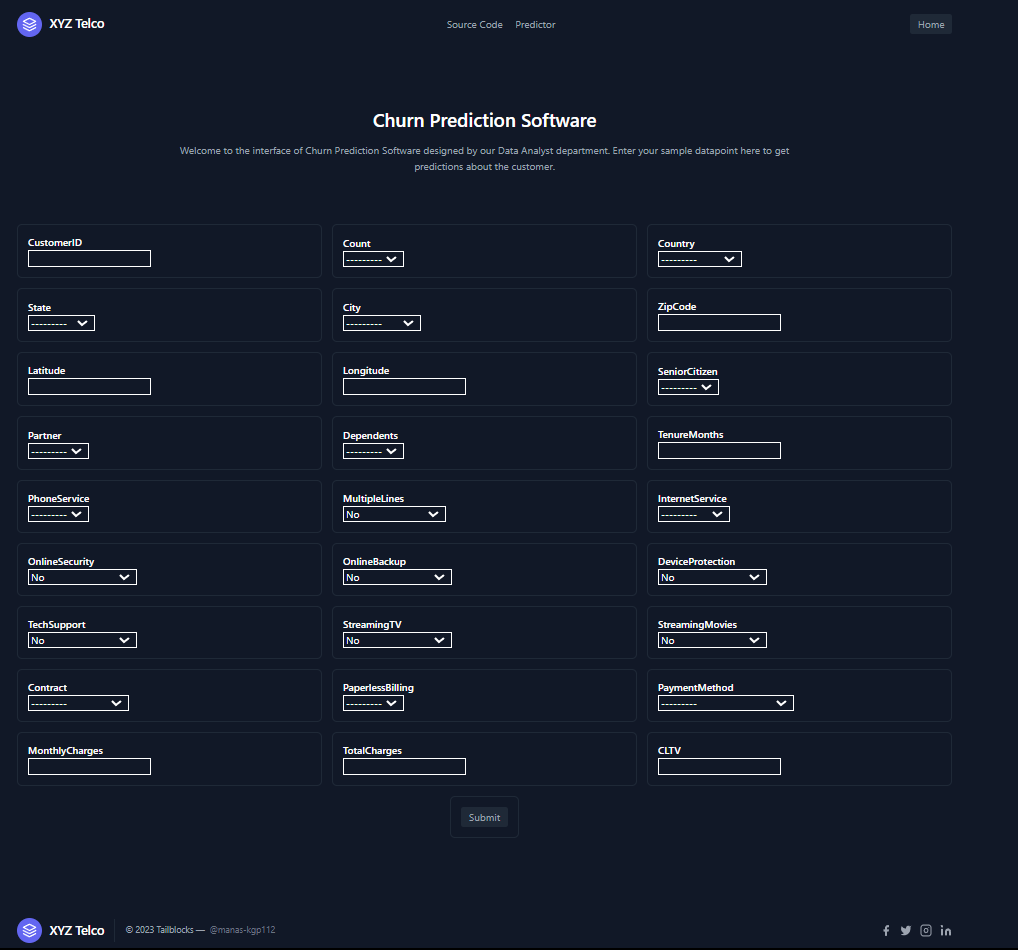 XYZ Telco
Source Code Predictor
Home
Churn Prediction Software
Welcome to the interface of Churn Prediction Software designed by our Data Analyst department. Enter your sample datapoint here to get
predictions about the customer.
CustomerID
Count
---------
Country
---------
State
---------
City
---------
ZipCode
Latitude
Longitude
SeniorCitizen
---------
Partner
---------
Dependents
---------
TenureMonths
PhoneService
---------
MultipleLines
No
InternetService
---------
OnlineSecurity
No
OnlineBackup
No
DeviceProtection
No
TechSupport
No
StreamingTV
No
StreamingMovies
No
Contract
---------
PaperlessBilling
---------
PaymentMethod
---------
MonthlyCharges
TotalCharges
CLTV
Submit
XYZ Telco
© 2023 Tailblocks — @manas-kgp112